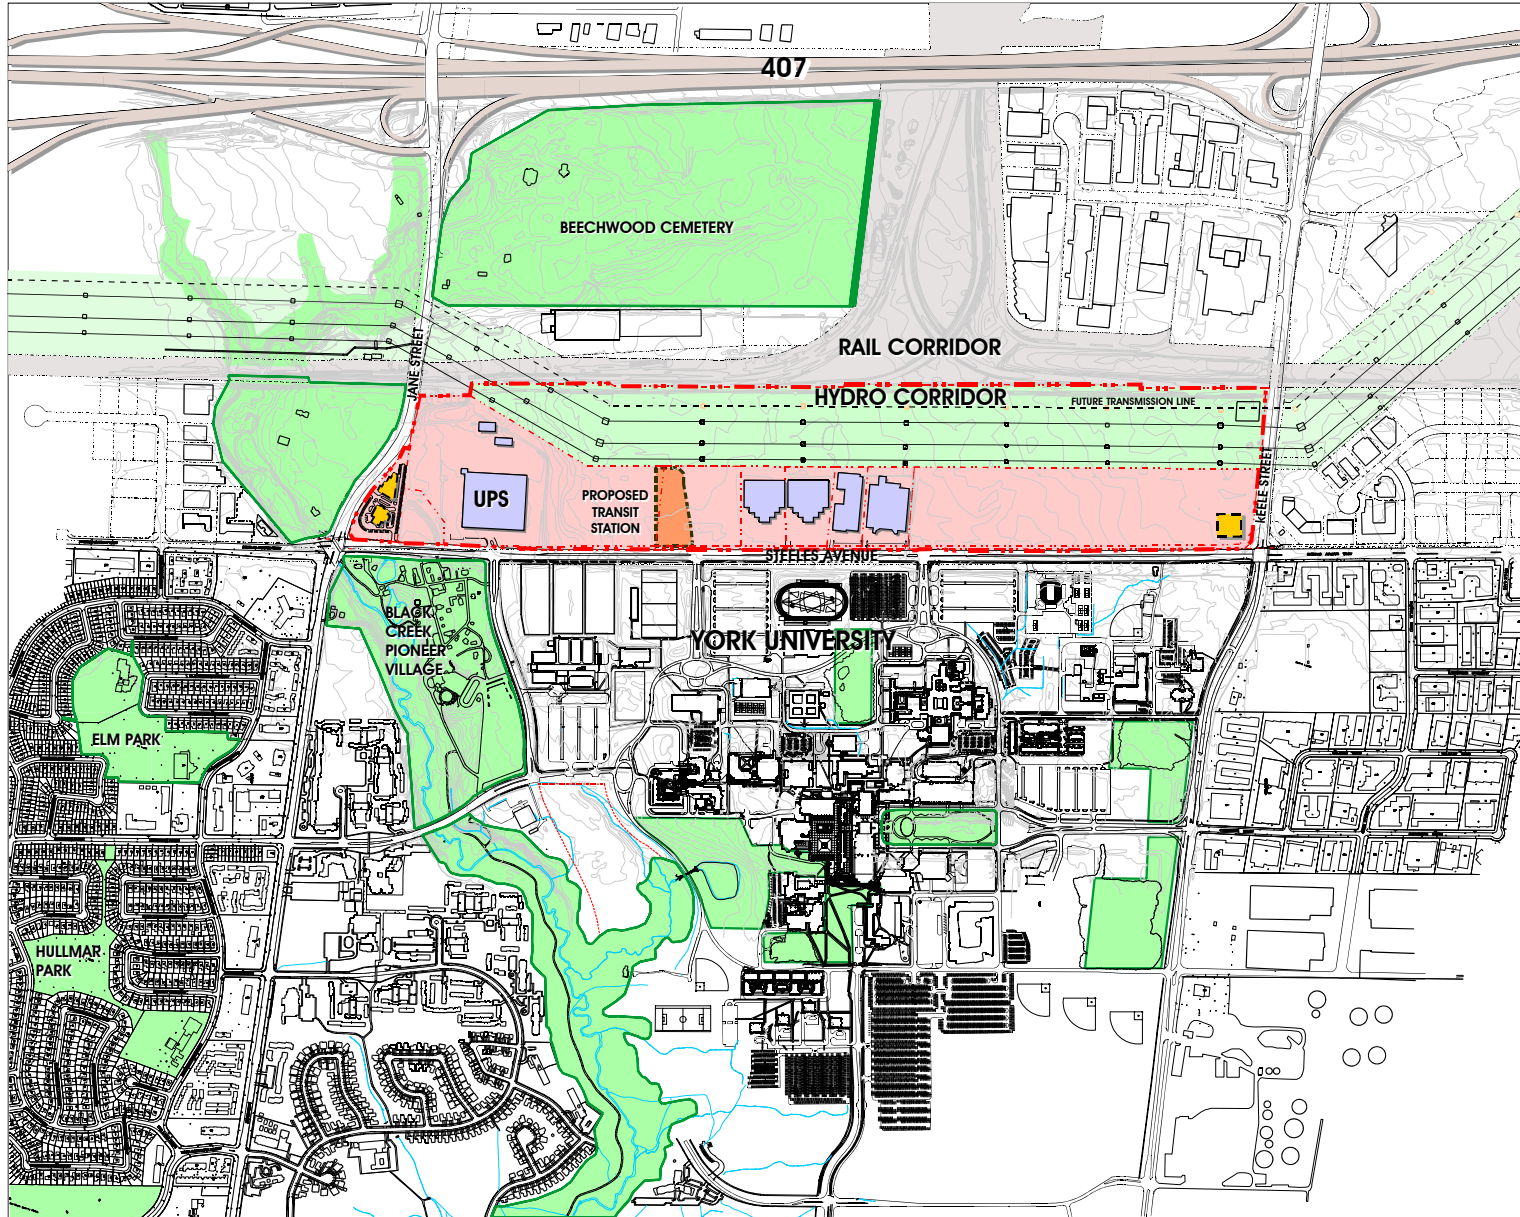 407
BEECHWOOD CEMETERY
JANE STREET
RAIL CORRIDOR
HYDRO CORRIDOR
FUTURE TRANSMISSION LINE
UPS
PROPOSED
TRANSIT
STATION
KEELE STREET
STEELES AVENUE
BLACK
CREEK
PIONEER
VILLAGE
YORK UNIVERSITY
ELM PARK
HULLMAR
PARK